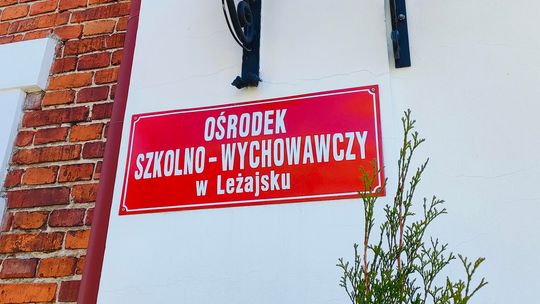 OŚRODEK
SZKOLNO - WYCHOWAWCZY
w Leżajsku